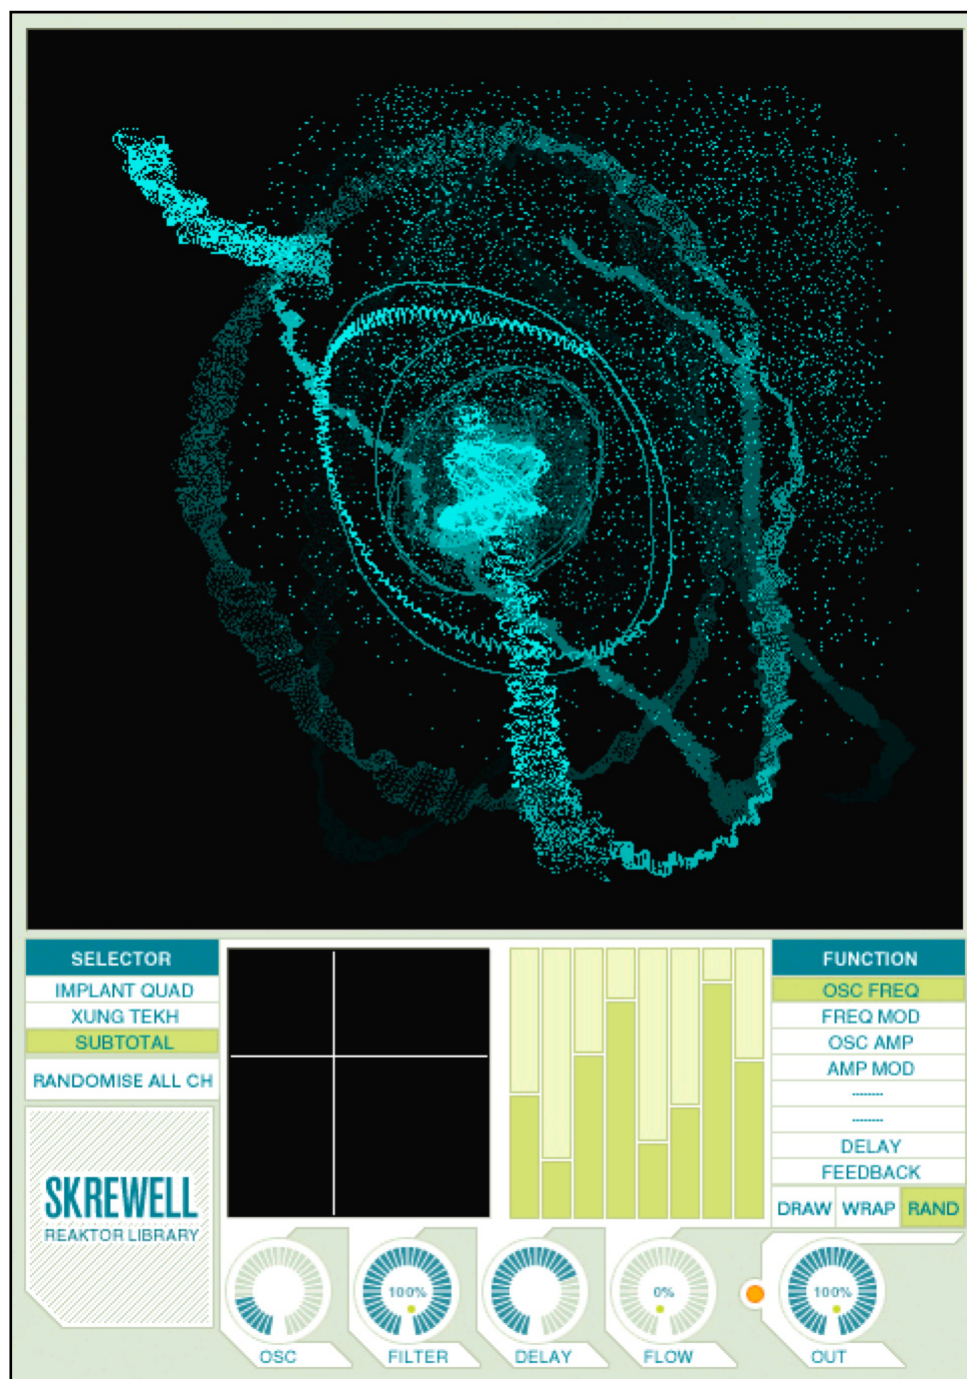 SELECTOR
IMPLANT QUAD
XUNG TEKH
SUBTOTAL
RANDOMISE ALL CH
SKREWELL
REAKTOR LIBRARY
FUNCTION
OSC FREQ
FREQ MOD
OSC AMP
AMP MOD
--------
--------
DELAY
FEEDBACK
DRAW WRAP RAND
100% 0% 100%
OSC FILTER DELAY FLOW OUT